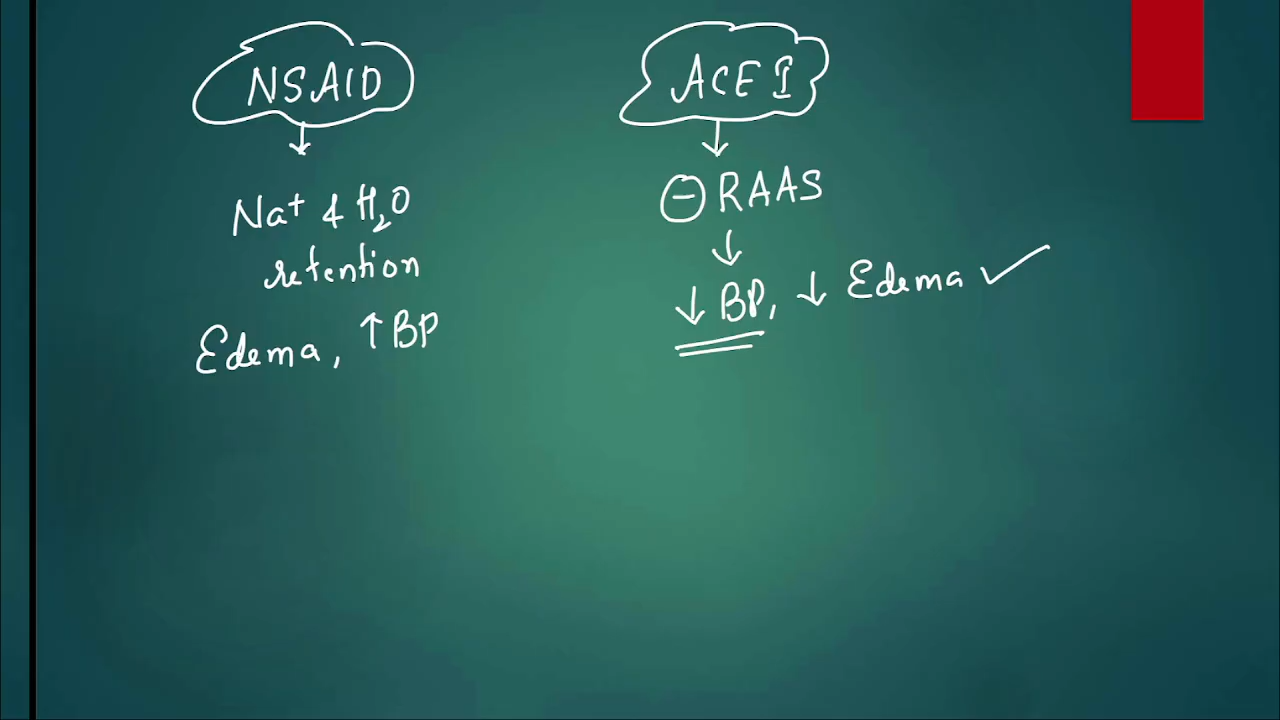 NSAID
↓
Na⁺ & H₂O
retention
Edema, ↑ BP
ACE I
↓
⊖ RAAS
↓
↓ BP, ↓ Edema ✓